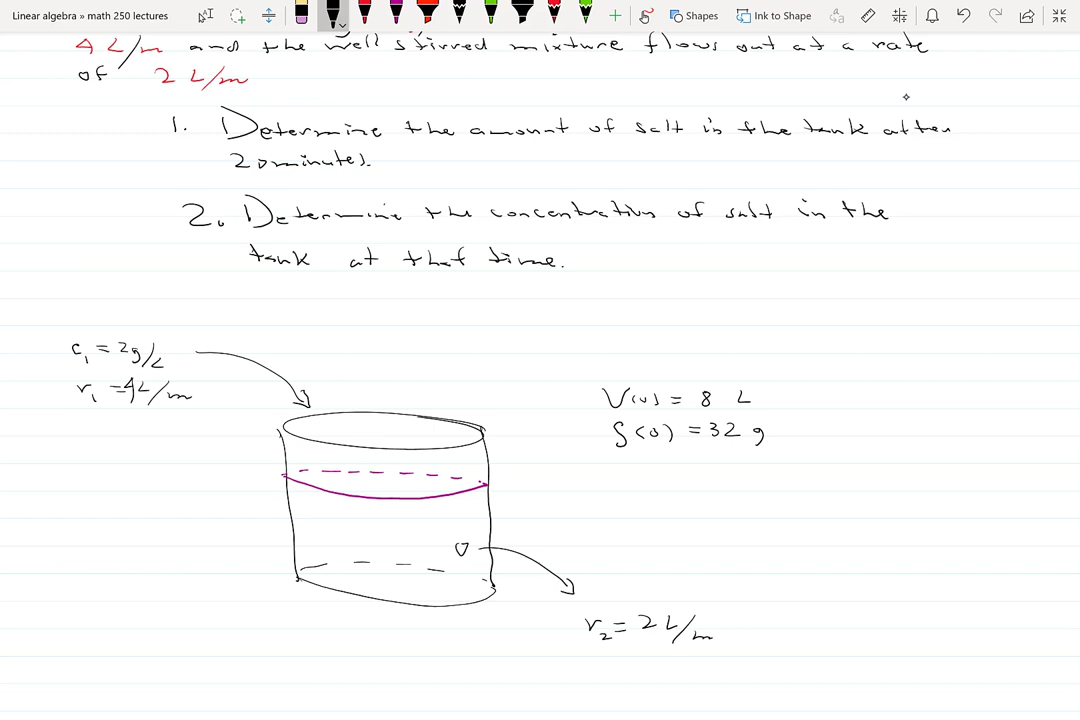 Linear algebra » math 250 lectures
Shapes
Ink to Shape
4 L/m and the well stirred mixture flows out at a rate
of 2 L/m
1. Determine the amount of salt in the tank after
20 minutes.
2. Determine the concentration of salt in the
tank at that time.
c₁ = 2g/L
r₁ = 4L/m
V(0) = 8 L
S(0) = 32 g
r₂ = 2 L/m